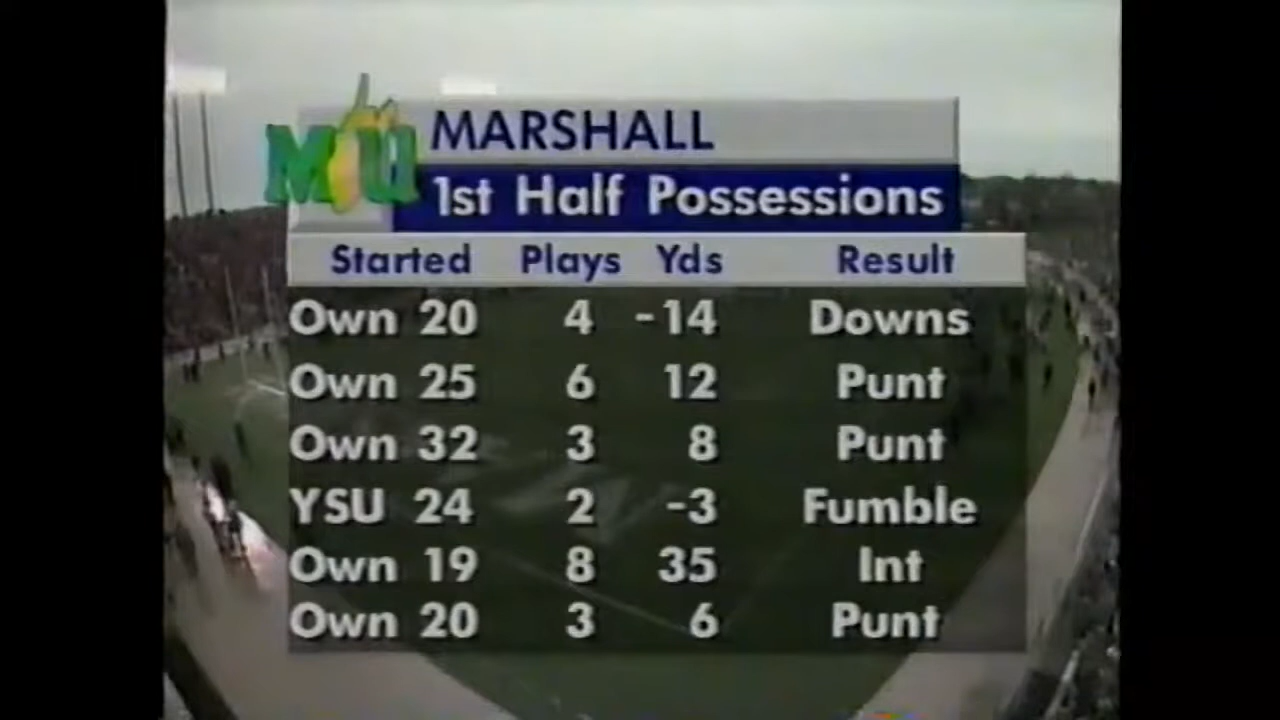 MU
MARSHALL
1st Half Possessions
Started Plays Yds Result
Own 20 4 -14 Downs
Own 25 6 12 Punt
Own 32 3 8 Punt
YSU 24 2 -3 Fumble
Own 19 8 35 Int
Own 20 3 6 Punt